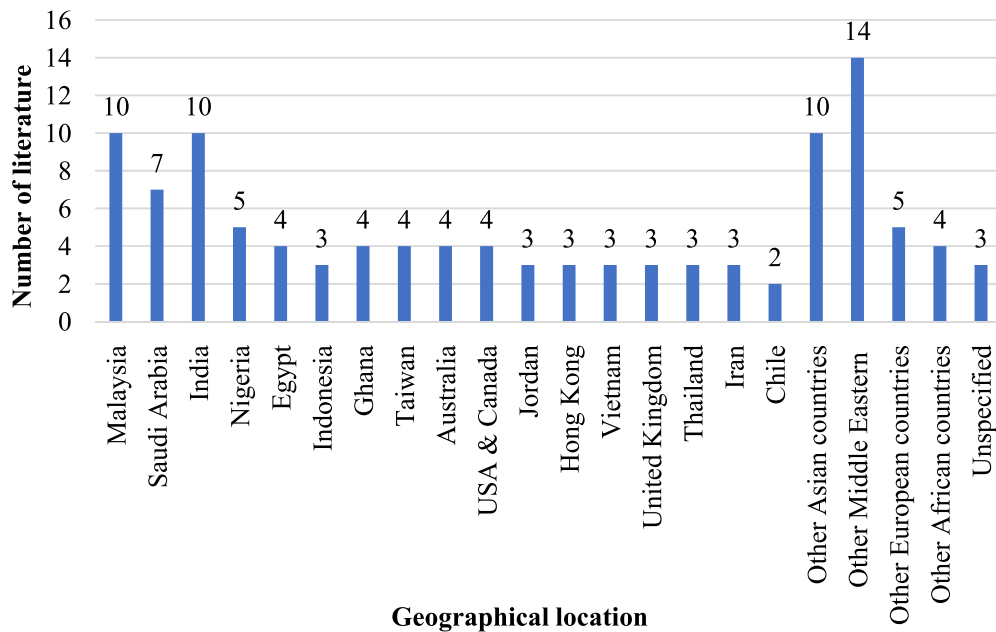 Number of literature
16
14
12
10
8
6
4
2
0
10
7
10
5
4
3
4
4
4
4
3
3
3
3
3
3
2
10
14
5
4
3
Malaysia
Saudi Arabia
India
Nigeria
Egypt
Indonesia
Ghana
Taiwan
Australia
USA & Canada
Jordan
Hong Kong
Vietnam
United Kingdom
Thailand
Iran
Chile
Other Asian countries
Other Middle Eastern
Other European countries
Other African countries
Unspecified
Geographical location